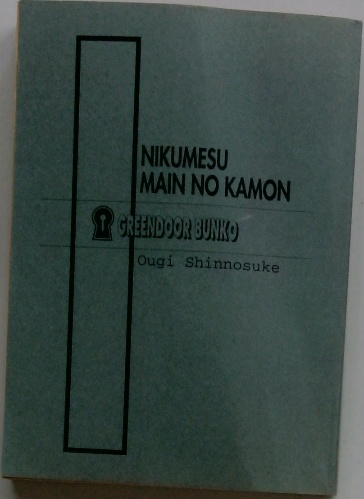 NIKUMESU
MAIN NO KAMON
GREENDOOR BUNKO
Ougi Shinnosuke